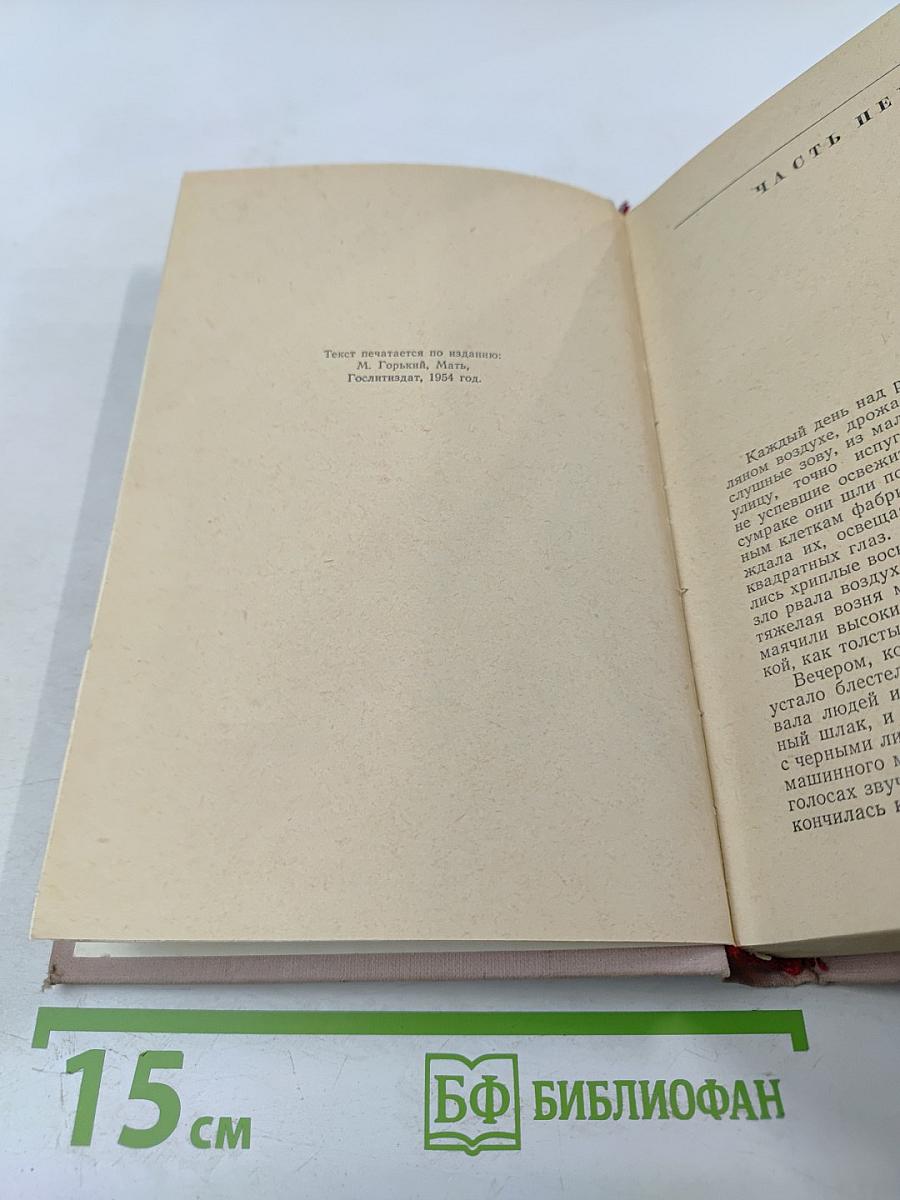 Текст печатается по изданию:
М. Горький, Мать,
Гослитиздат, 1954 год.
ЧАСТЬ
Каждый день над
ляном воздухе, дрожа
слушные зову, из мал
улицу, точно испуг
не успевшие освежит
сумраке они шли по
ным клеткам фабри
ждала их, освеща
квадратных глаз.
лись хриплые вос
зло рвала воздух
тяжелая возня м
маячили высоки
кой, как толсты
Вечером, ко
устало блестел
вала людей и
ный шлак, и
с черными ли
машинного м
голосах звуч
кончилась к
15 см
БФ БИБЛИОФАН